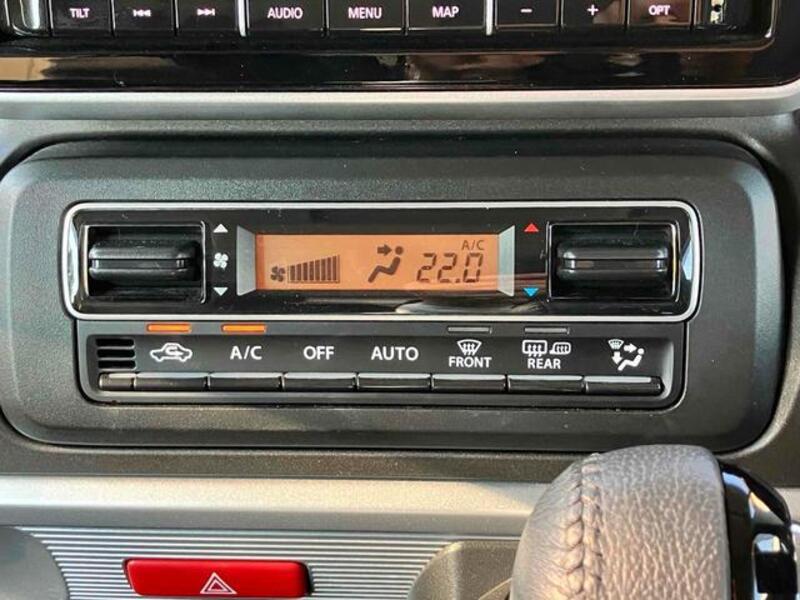 TILT AUDIO MENU MAP − + OPT
A/C
22.0
A/C OFF AUTO FRONT REAR